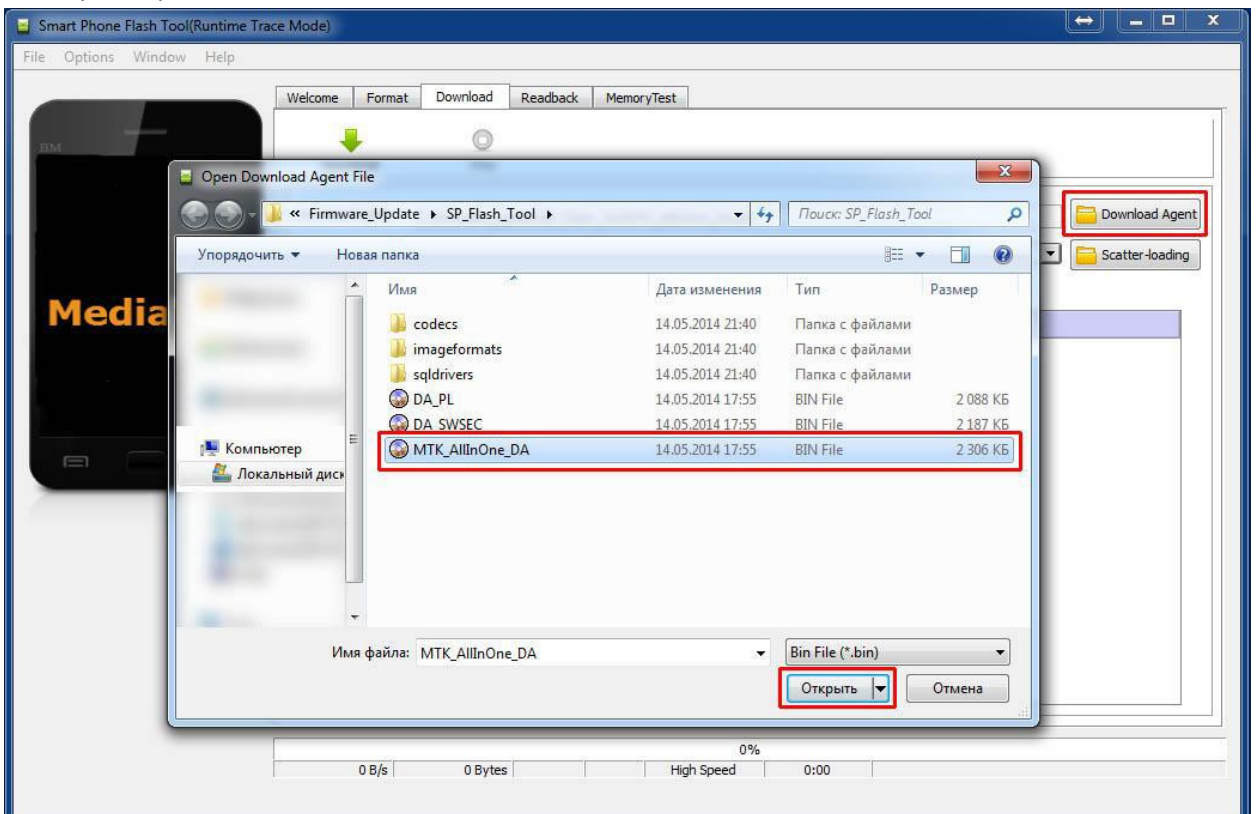 Smart Phone Flash Tool(Runtime Trace Mode)
File Options Window Help
Welcome Format Download Readback MemoryTest
BM
Open Download Agent File
« Firmware_Update SP_Flash_Tool
Поиск: SP_Flash_Tool
Download Agent
Упорядочить Новая папка
Scatter-loading
Имя Дата изменения Тип Размер
Media
codecs 14.05.2014 21:40 Папка с файлами
imageformats 14.05.2014 21:40 Папка с файлами
sqldrivers 14.05.2014 21:40 Папка с файлами
DA_PL 14.05.2014 17:55 BIN File 2 088 КБ
DA_SWSEC 14.05.2014 17:55 BIN File 2 187 КБ
Компьютер
MTK_AllInOne_DA 14.05.2014 17:55 BIN File 2 306 КБ
Локальный диск
Имя файла: MTK_AllInOne_DA Bin File (*.bin)
Открыть Отмена
0%
0 B/s 0 Bytes High Speed 0:00